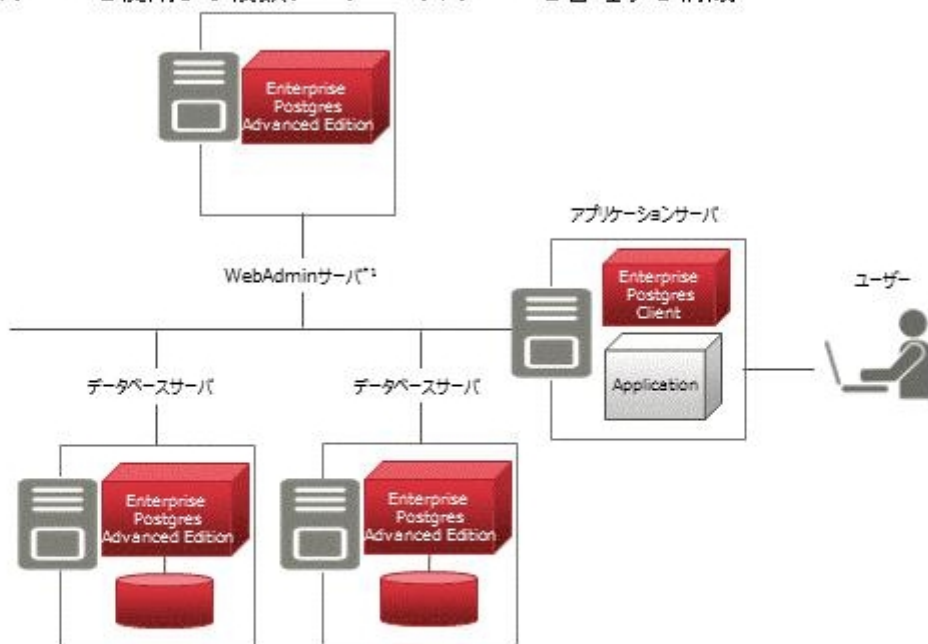 Enterprise
Postgres
Advanced Edition
WebAdminサーバ*1
アプリケーションサーバ
Enterprise
Postgres
Client
Application
ユーザー
データベースサーバ
データベースサーバ
Enterprise
Postgres
Advanced Edition
Enterprise
Postgres
Advanced Edition